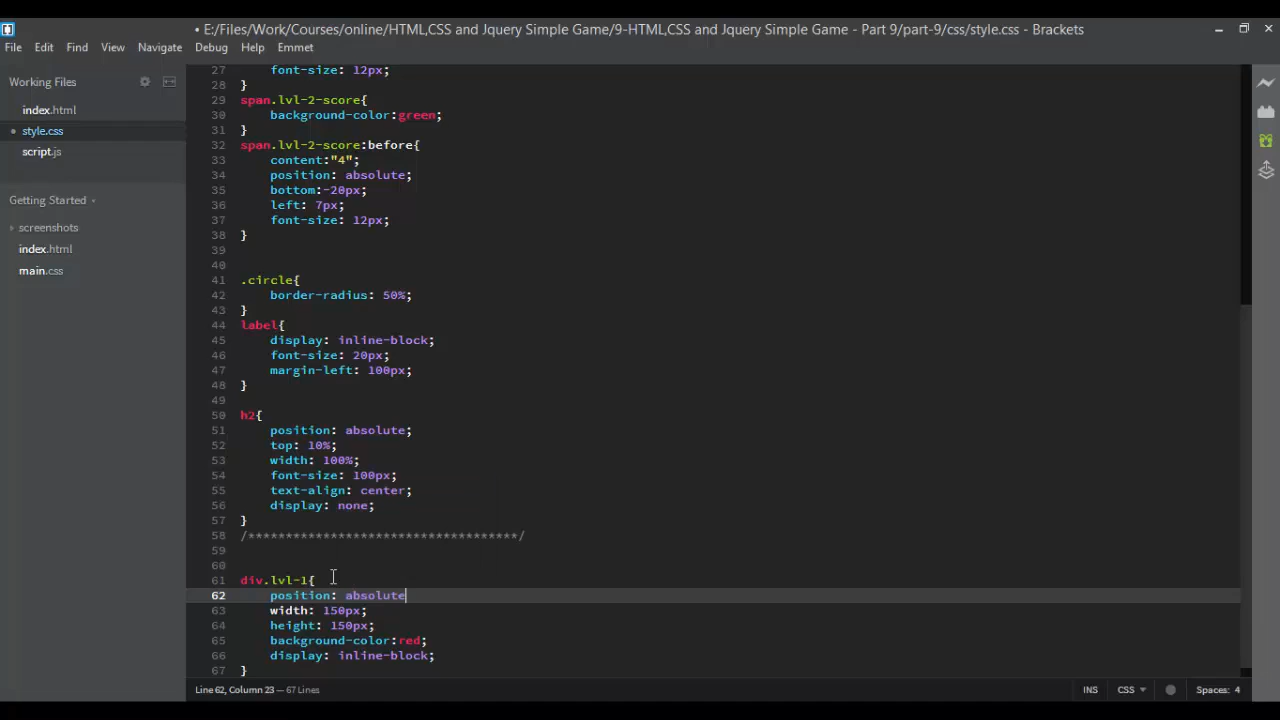 • E:/Files/Work/Courses/online/HTML,CSS and Jquery Simple Game/9-HTML,CSS and Jquery Simple Game - Part 9/part-9/css/style.css - Brackets
File Edit Find View Navigate Debug Help Emmet
Working Files
index.html
• style.css
script.js
Getting Started
screenshots
index.html
main.css
27 font-size: 12px;
28 }
29 span.lvl-2-score{
30 background-color:green;
31 }
32 span.lvl-2-score:before{
33 content:"4";
34 position: absolute;
35 bottom:-20px;
36 left: 7px;
37 font-size: 12px;
38 }
39
40
41 .circle{
42 border-radius: 50%;
43 }
44 label{
45 display: inline-block;
46 font-size: 20px;
47 margin-left: 100px;
48 }
49
50 h2{
51 position: absolute;
52 top: 10%;
53 width: 100%;
54 font-size: 100px;
55 text-align: center;
56 display: none;
57 }
58 /************************************/
59
60
61 div.lvl-1{
62 position: absolute
63 width: 150px;
64 height: 150px;
65 background-color:red;
66 display: inline-block;
67 }
Line 62, Column 23 — 67 Lines
INS CSS Spaces: 4